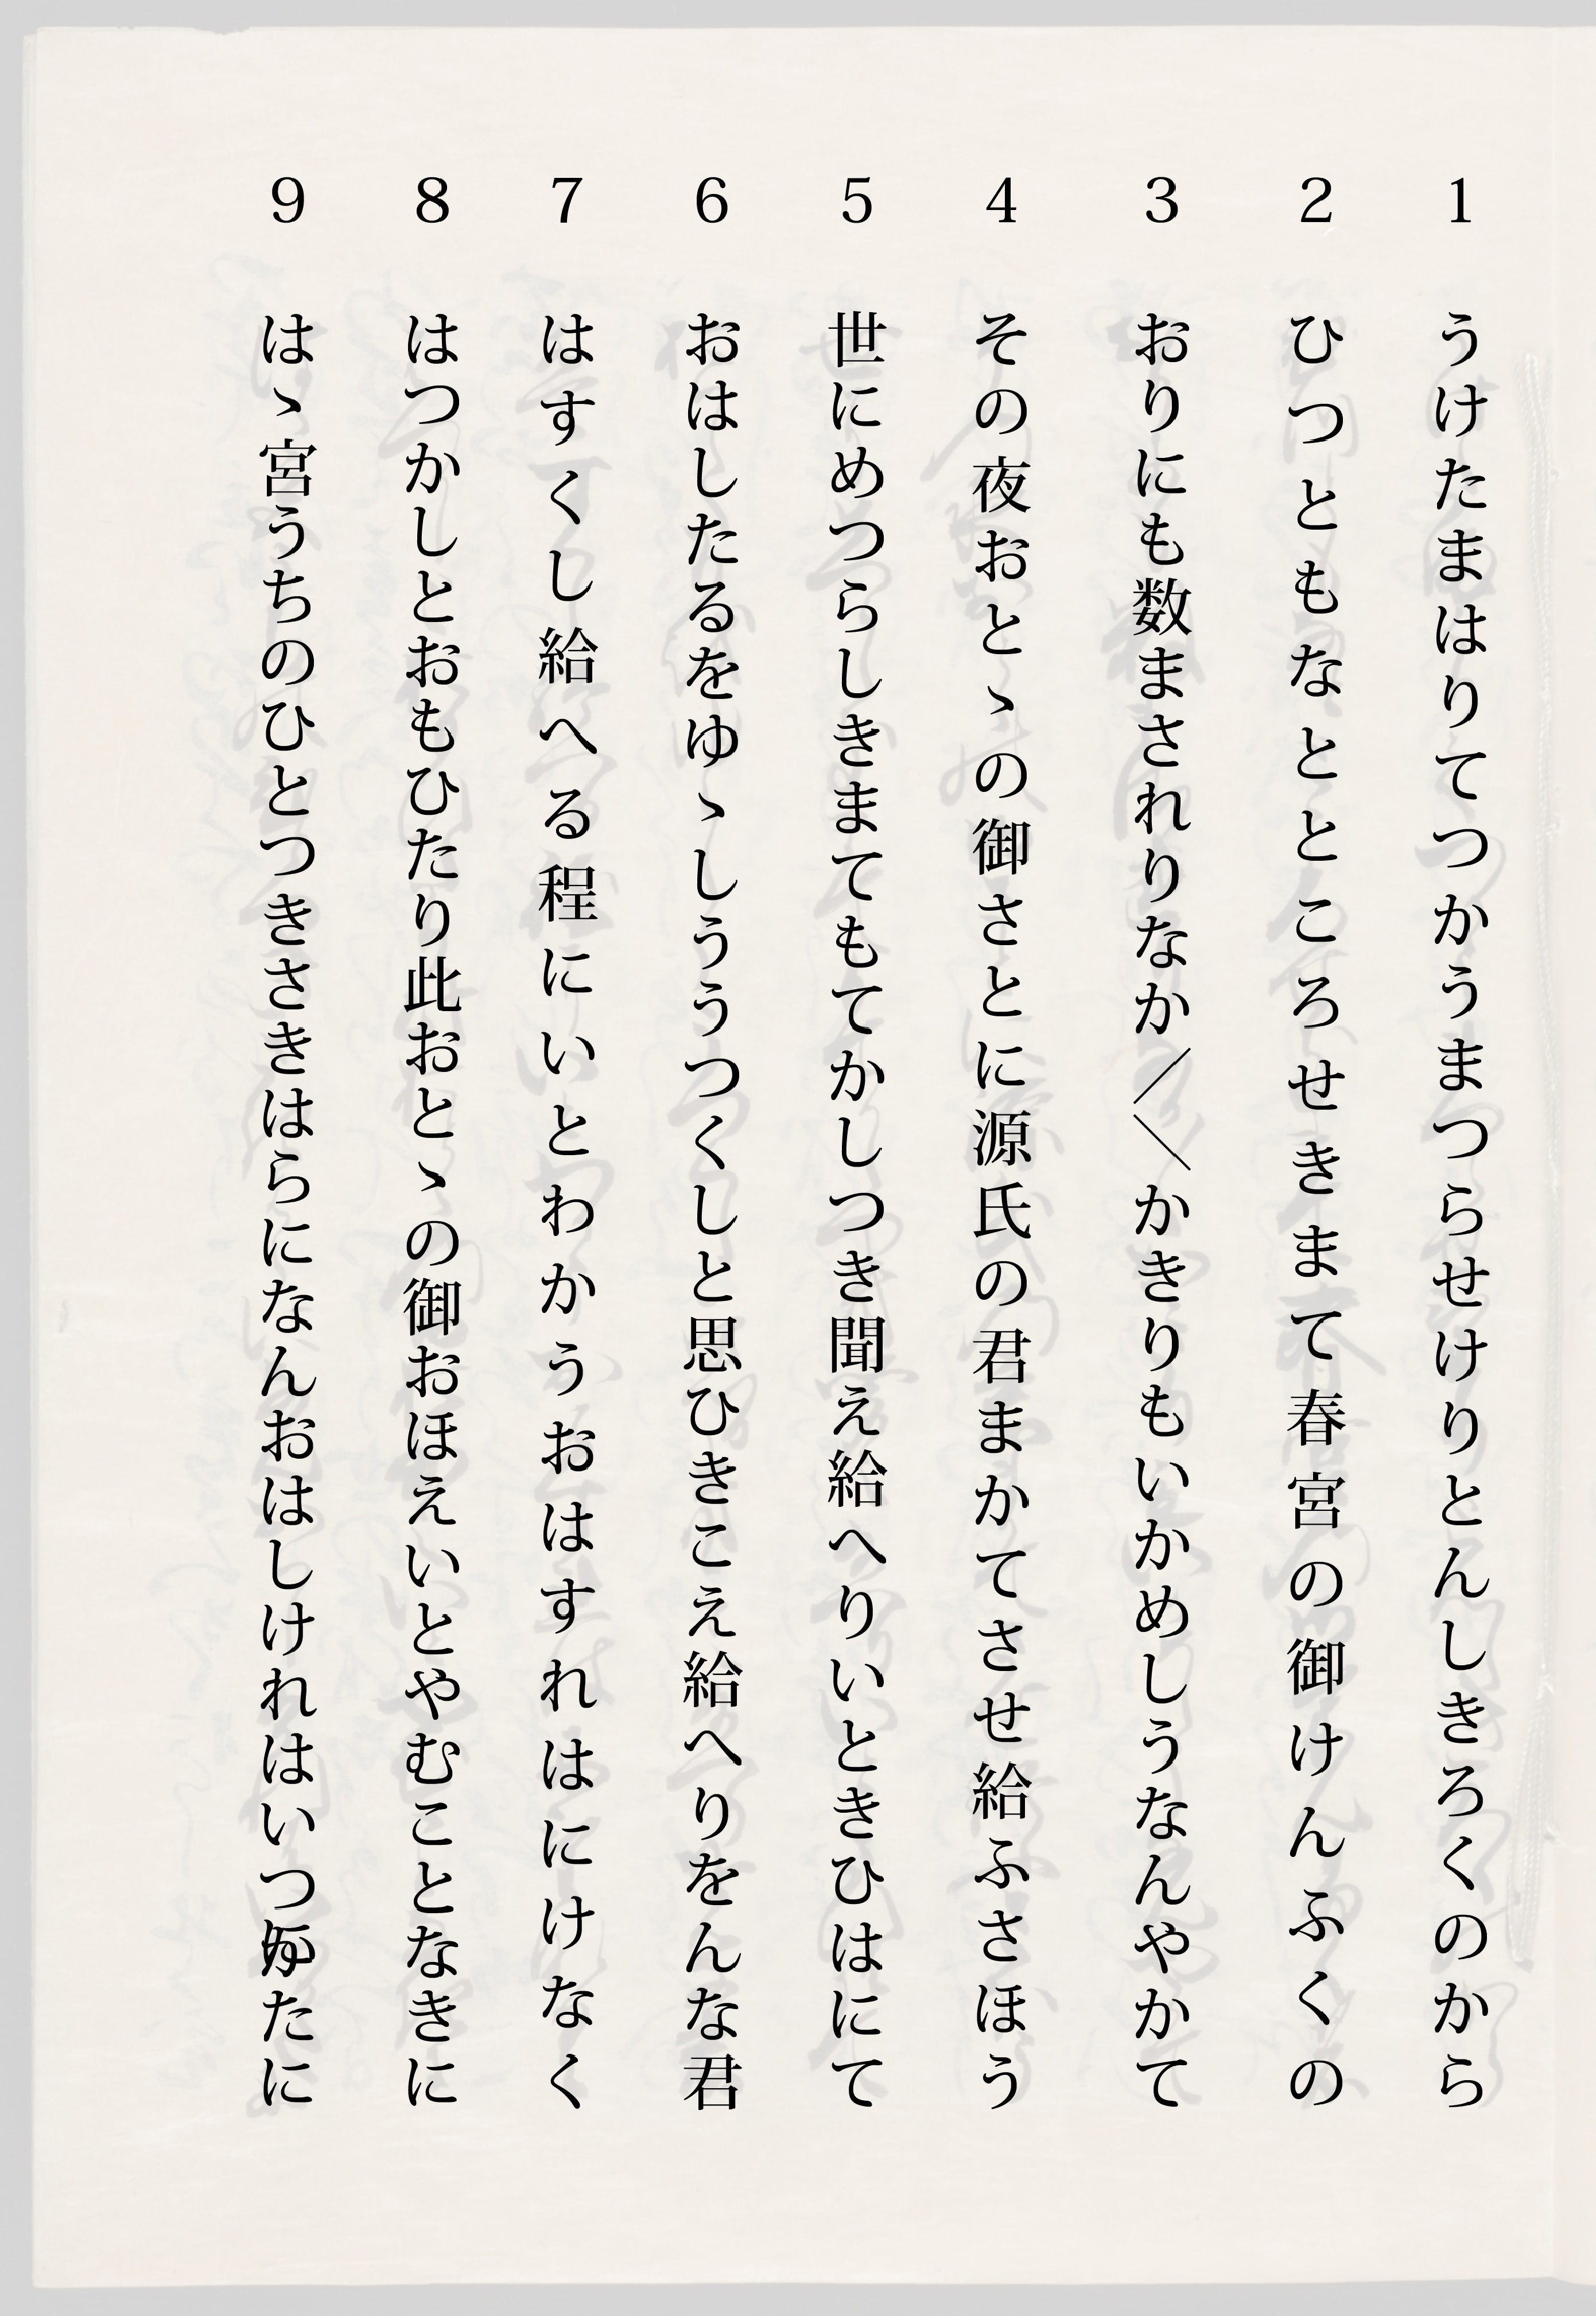 1 うけたまはりてつかうまつらせけりとんしきろくのから
2 ひつともなとところせきまて春宮の御けんふくの
3 おりにも数まされりなか〱かきりもいかめしうなんやかて
4 その夜おとゝの御さとに源氏の君まかてさせ給ふさほう
5 世にめつらしきまてもてかしつき聞え給へりいときひはにて
6 おはしたるをゆゝしううつくしと思ひきこえ給へりをんな君
7 はすくし給へる程にいとわかうおはすれはにけなく
8 はつかしとおもひたり此おとゝの御おほえいとやむことなきに
9 はゝ宮うちのひとつきさきはらになんおはしけれはいつたに